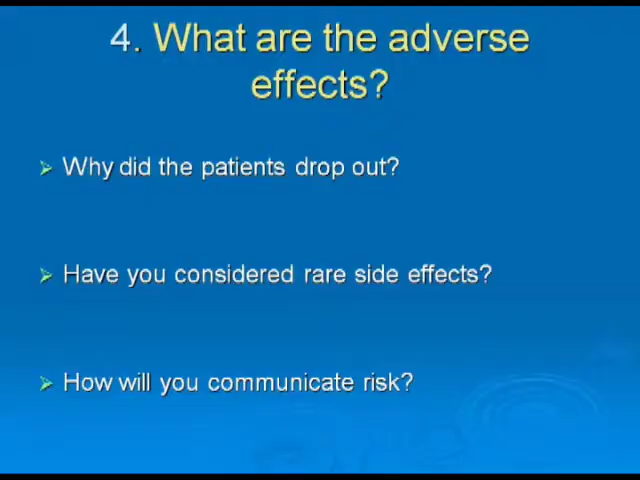 4. What are the adverse
effects?
Why did the patients drop out?
Have you considered rare side effects?
How will you communicate risk?